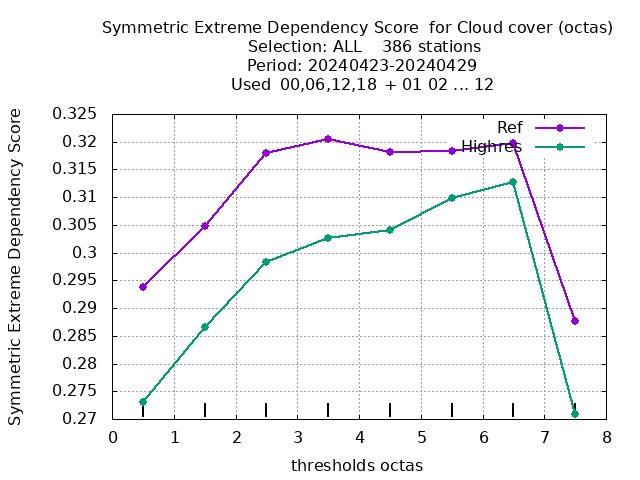 Symmetric Extreme Dependency Score  for Cloud cover (octas)
Selection: ALL    386 stations
Period: 20240423-20240429
Used  00,06,12,18  + 01 02 ... 12
Symmetric Extreme Dependency Score
0.325
0.32
0.315
0.31
0.305
0.3
0.295
0.29
0.285
0.28
0.275
0.27
Ref
Highres
0 1 2 3 4 5 6 7 8
thresholds octas